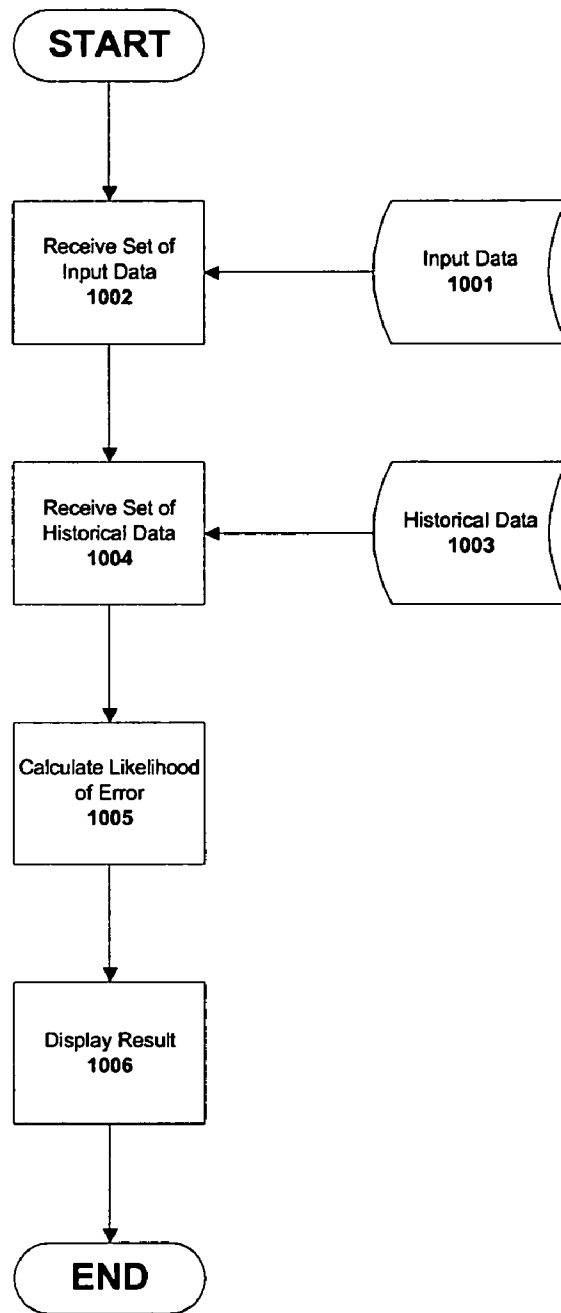 START
Receive Set of
Input Data
1002
Input Data
1001
Receive Set of
Historical Data
1004
Historical Data
1003
Calculate Likelihood
of Error
1005
Display Result
1006
END